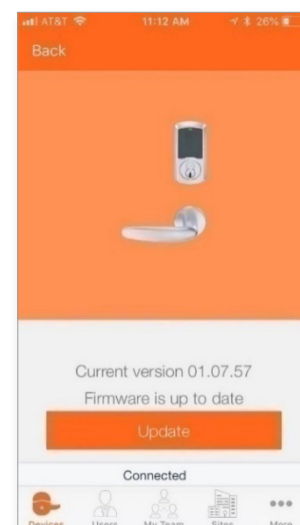 AT&T 11:12 AM 26%
Back
Current version 01.07.57
Firmware is up to date
Update
Connected
Devices Users My Team Sites More